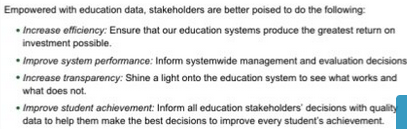 Empowered with education data, stakeholders are better poised to do the following:
• Increase efficiency: Ensure that our education systems produce the greatest return on
investment possible.
• Improve system performance: Inform systemwide management and evaluation decisions
• Increase transparency: Shine a light onto the education system to see what works and
what does not.
• Improve student achievement: Inform all education stakeholders' decisions with quality
data to help them make the best decisions to improve every student's achievement.